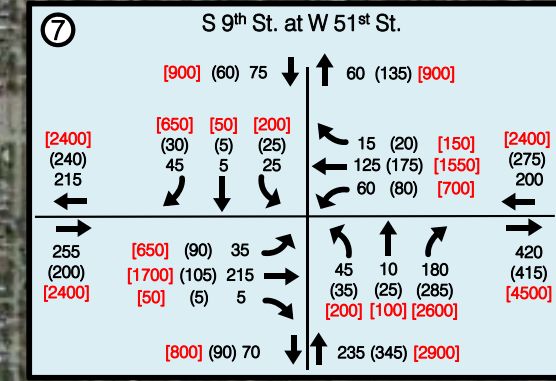 7
S 9th St. at W 51st St.
[900] (60) 75
60 (135) [900]
[650] [50] [200]
(30) (5) (25)
45 5 25
[2400]
(240)
215
15 (20) [150]
125 (175) [1550]
60 (80) [700]
[2400]
(275)
200
255
(200)
[2400]
[650] (90) 35
[1700] (105) 215
[50] (5) 5
45 10 180
(35) (25) (285)
[200] [100] [2600]
420
(415)
[4500]
[800] (90) 70
235 (345) [2900]